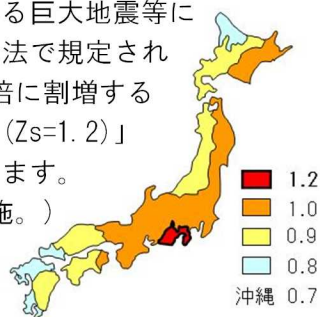 る巨大地震等に
法で規定され
倍に割増する
(Zs=1.2)」
ます。
施。)
1.2
1.0
0.9
0.8
沖縄 0.7